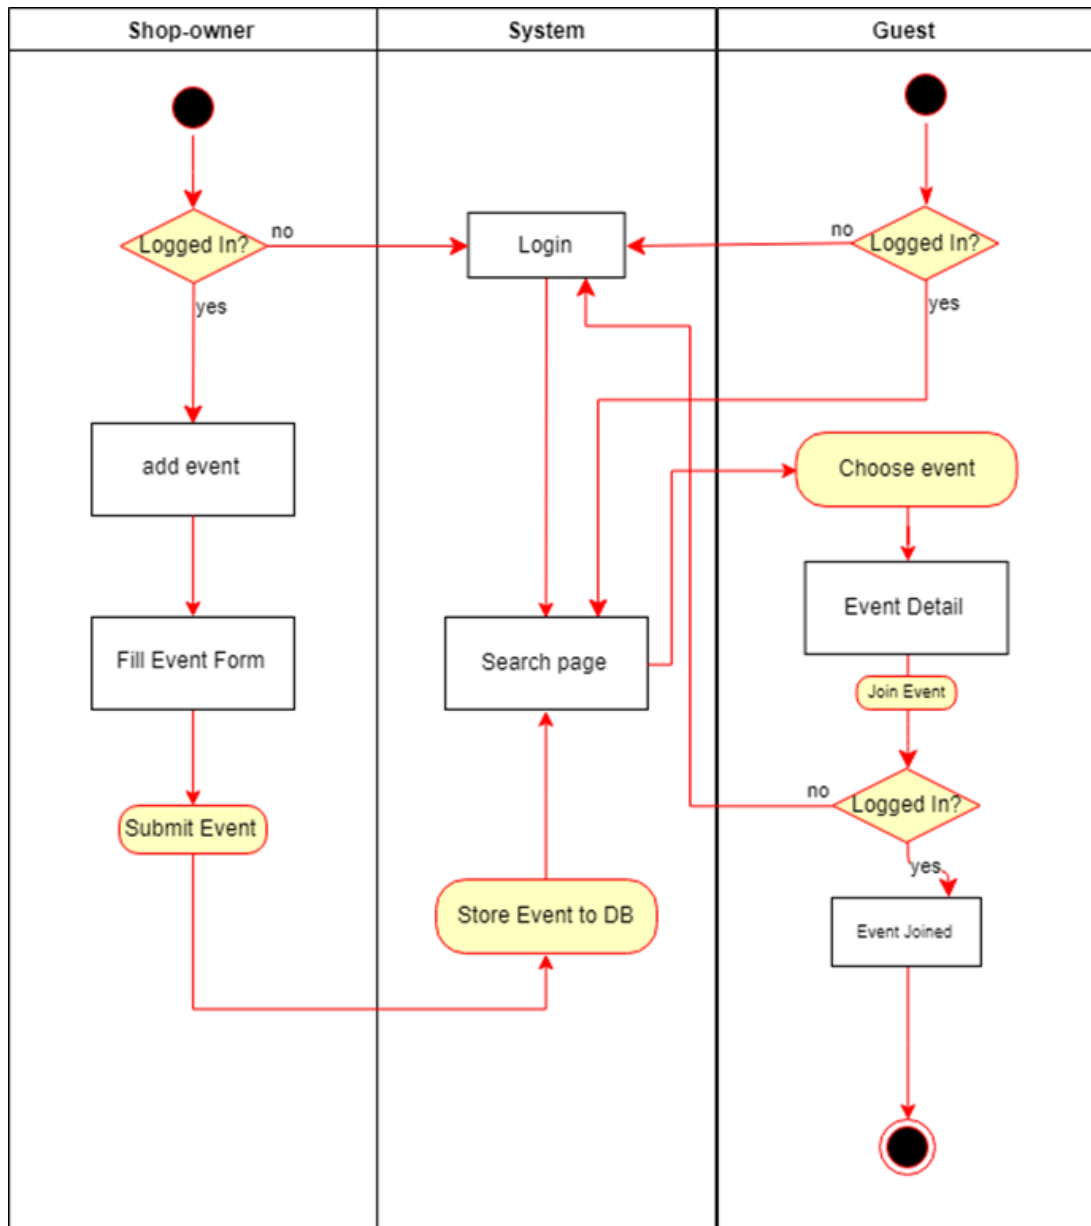 Shop-owner
System
Guest
Logged In?
no
Login
no
Logged In?
yes
yes
add event
Choose event
Event Detail
Fill Event Form
Search page
Join Event
no
Logged In?
Submit Event
yes
Store Event to DB
Event Joined